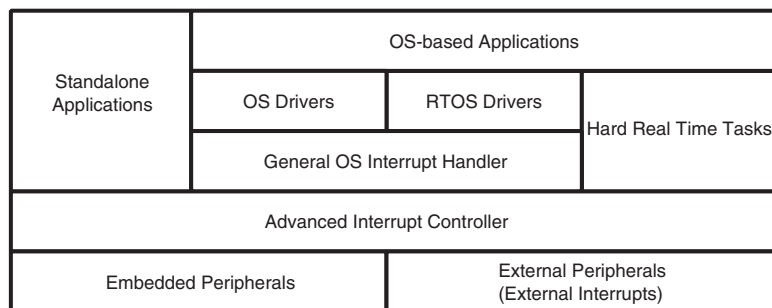 OS-based Applications
Standalone
Applications
OS Drivers
RTOS Drivers
Hard Real Time Tasks
General OS Interrupt Handler
Advanced Interrupt Controller
Embedded Peripherals
External Peripherals
(External Interrupts)